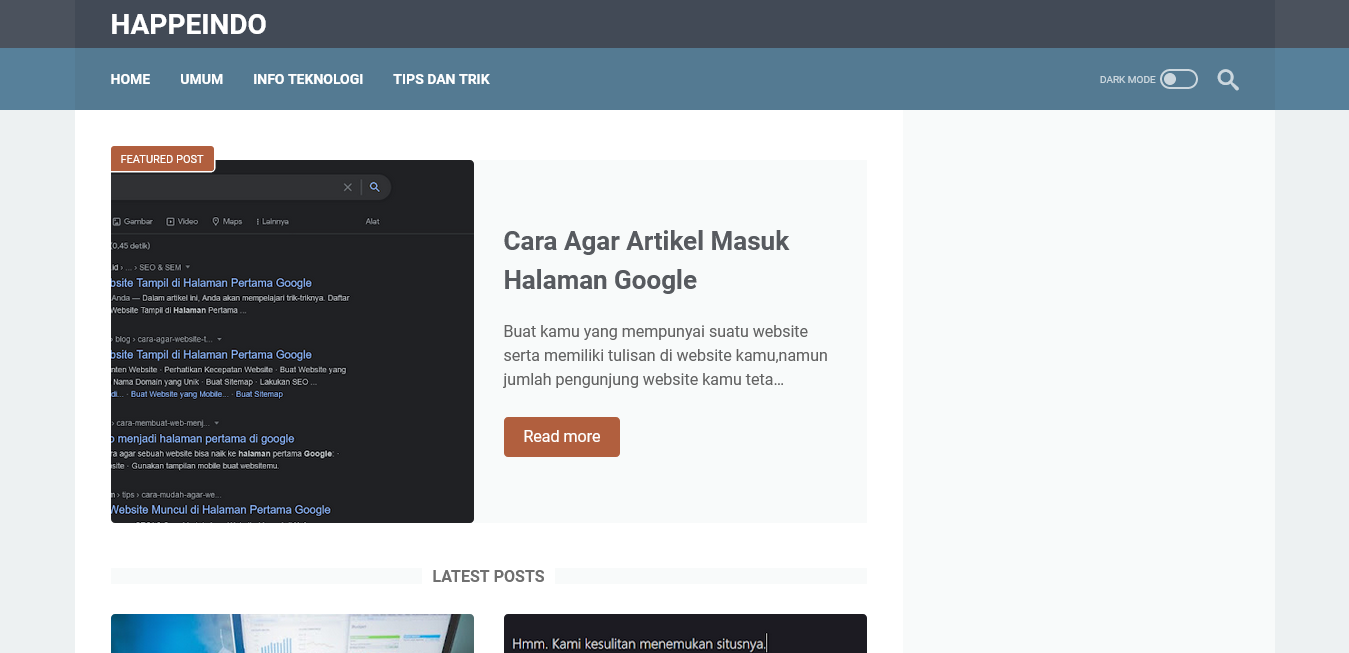 HAPPEINDO
HOME UMUM INFO TEKNOLOGI TIPS DAN TRIK DARK MODE
FEATURED POST
Gambar Video Maps Lainnya Alat
(0,45 detik)
id › ... › SEO & SEM
bsite Tampil di Halaman Pertama Google
Anda — Dalam artikel ini, Anda akan mempelajari trik-triknya. Daftar
Website Tampil di Halaman Pertama ...
› blog › cara-agar-website-t...
bsite Tampil di Halaman Pertama Google
nten Website · Perhatikan Kecepatan Website · Buat Website yang
Nama Domain yang Unik · Buat Sitemap · Lakukan SEO ...
di... · Buat Website yang Mobile... · Buat Sitemap
› cara-membuat-web-menj...
o menjadi halaman pertama di google
ra agar sebuah website bisa naik ke halaman pertama Google: ·
site · Gunakan tampilan mobile buat websitemu.
m › tips › cara-mudah-agar-we...
Website Muncul di Halaman Pertama Google
Cara Agar Artikel Masuk
Halaman Google
Buat kamu yang mempunyai suatu website
serta memiliki tulisan di website kamu,namun
jumlah pengunjung website kamu teta…
Read more
LATEST POSTS
Hmm. Kami kesulitan menemukan situsnya.